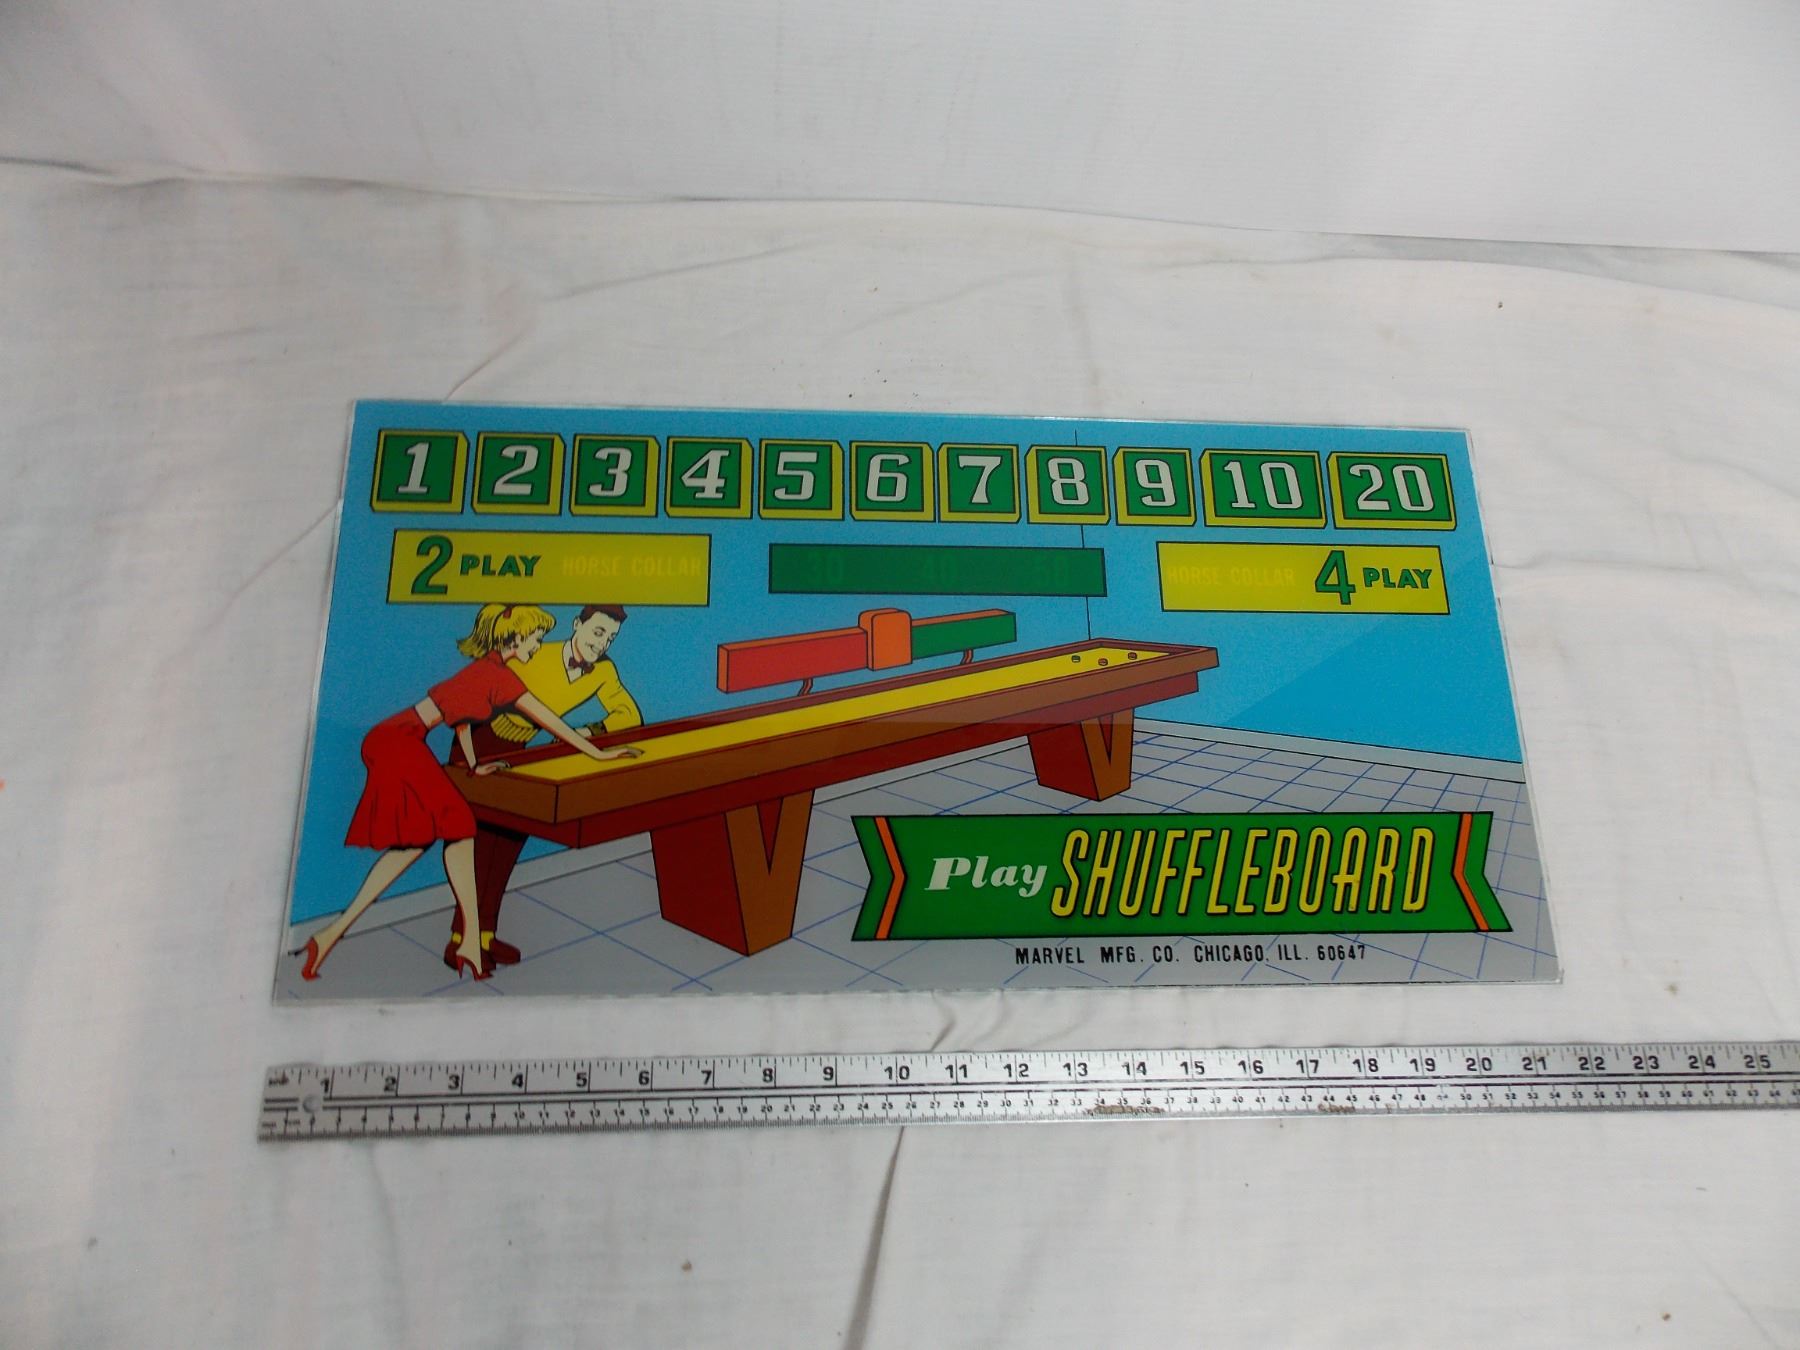 1 2 3 4 5 6 7 8 9 10 20
2 PLAY HORSE COLLAR 30 40 50 HORSE COLLAR 4 PLAY
Play SHUFFLEBOARD
MARVEL MFG. CO. CHICAGO, ILL. 60647
1 2 3 4 5 6 7 8 9 10 11 12 13 14 15 16 17 18 19 20 21 22 23 24 25